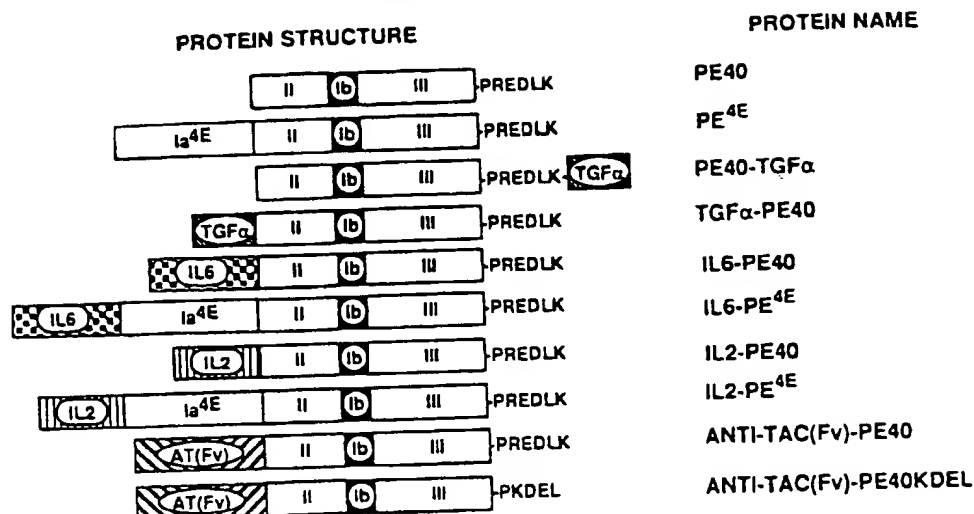 PROTEIN STRUCTURE PROTEIN NAME
II Ib III -PREDLK PE40
Ia4E II Ib III -PREDLK PE4E
II Ib III -PREDLK-TGFα PE40-TGFα
TGFα II Ib III -PREDLK TGFα-PE40
IL6 II Ib III -PREDLK IL6-PE40
IL6 Ia4E II Ib III -PREDLK IL6-PE4E
IL2 II Ib III -PREDLK IL2-PE40
IL2 Ia4E II Ib III -PREDLK IL2-PE4E
AT(Fv) II Ib III -PREDLK ANTI-TAC(Fv)-PE40
AT(Fv) II Ib III -PKDEL ANTI-TAC(Fv)-PE40KDEL